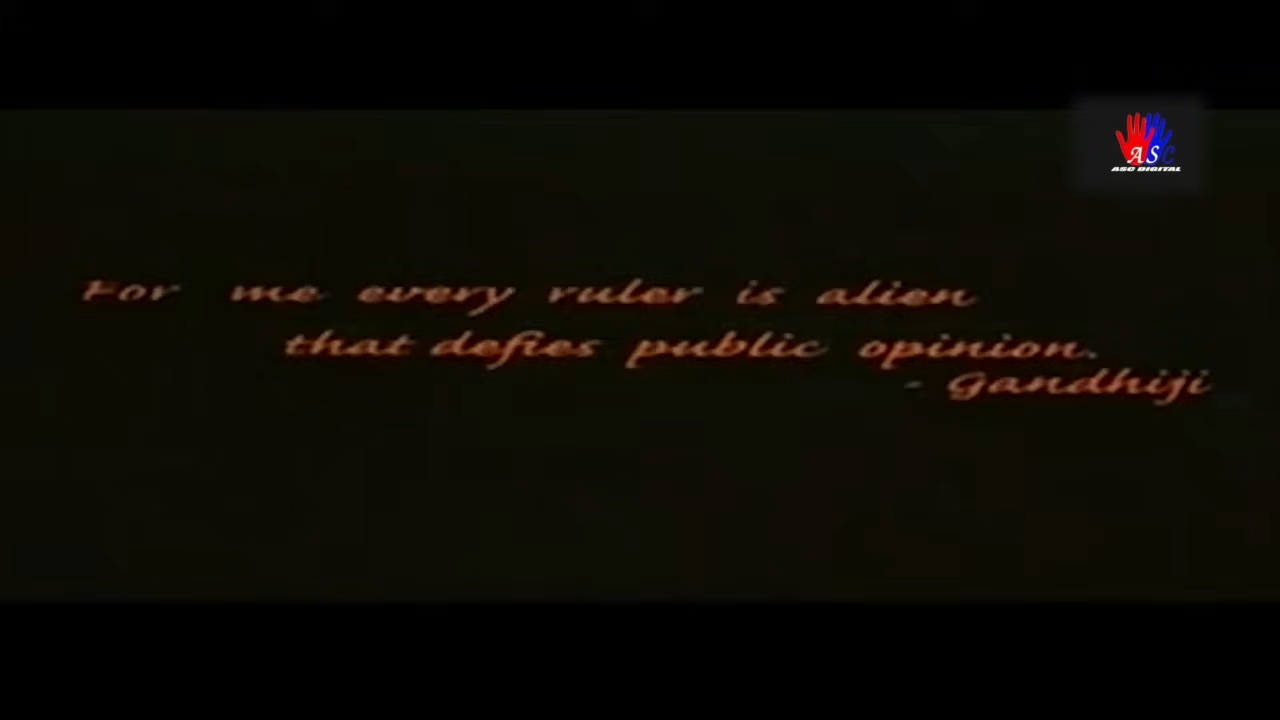 ASC
ASC DIGITAL
For me every ruler is alien
that defies public opinion.
- Gandhiji